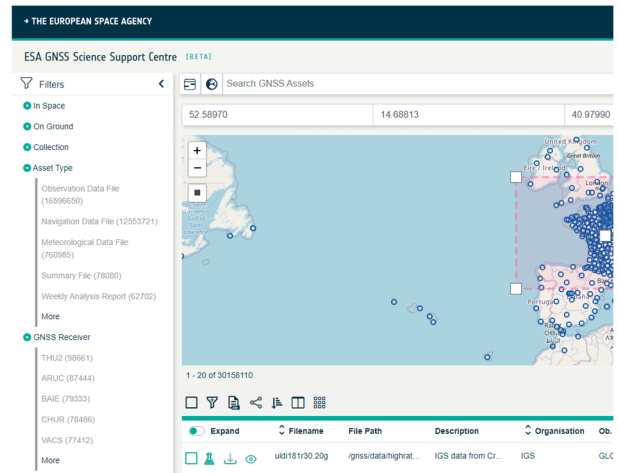 → THE EUROPEAN SPACE AGENCY
ESA GNSS Science Support Centre [BETA]
Filters
Search GNSS Assets
In Space
On Ground
Collection
Asset Type
Observation Data File
(16596650)
Navigation Data File (12553721)
Meteorological Data File
(760985)
Summary File (78080)
Weekly Analysis Report (62702)
More
GNSS Receiver
THU2 (98661)
ARUC (87444)
BAIE (79333)
CHUR (78486)
VACS (77412)
More
52.58970
14.68813
40.97990
+
−
United Kingdom
Great Britain
Éire / Ireland
London
Portugal
1 - 20 of 30158110
Expand
Filename
File Path
Description
Organisation
Ob.
uldi181r30.20g
/gnss/data/highrat...
IGS data from Cr...
IGS
GLO